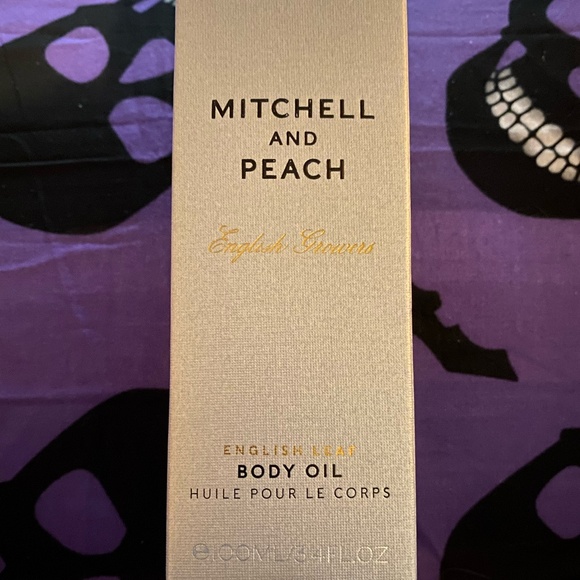 MITCHELL
AND
PEACH
English Growers
ENGLISH LEAF
BODY OIL
HUILE POUR LE CORPS
℮100ML/3.4FL.OZ